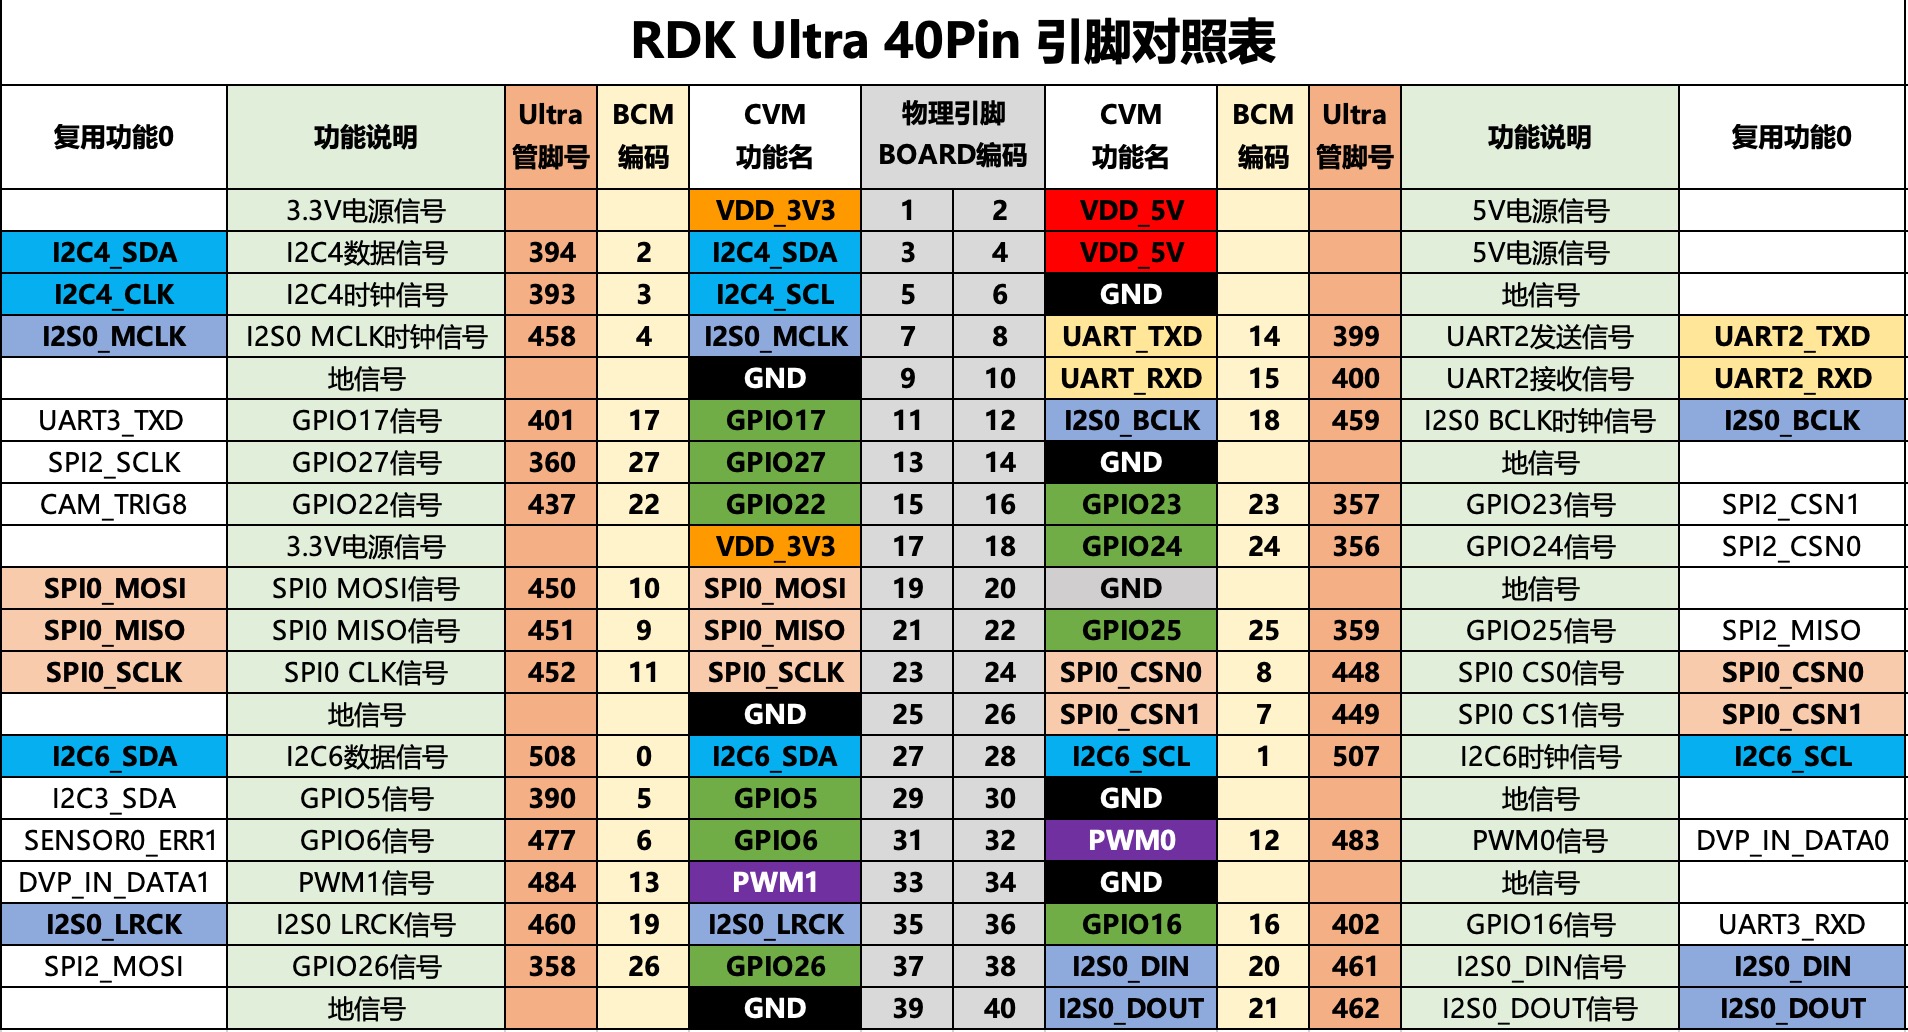 RDK Ultra 40Pin 引脚对照表
复用功能0 功能说明 Ultra 管脚号 BCM 编码 CVM 功能名 物理引脚 BOARD编码 CVM 功能名 BCM 编码 Ultra 管脚号 功能说明 复用功能0
3.3V电源信号 VDD_3V3 1 2 VDD_5V 5V电源信号
I2C4_SDA I2C4数据信号 394 2 I2C4_SDA 3 4 VDD_5V 5V电源信号
I2C4_CLK I2C4时钟信号 393 3 I2C4_SCL 5 6 GND 地信号
I2S0_MCLK I2S0 MCLK时钟信号 458 4 I2S0_MCLK 7 8 UART_TXD 14 399 UART2发送信号 UART2_TXD
地信号 GND 9 10 UART_RXD 15 400 UART2接收信号 UART2_RXD
UART3_TXD GPIO17信号 401 17 GPIO17 11 12 I2S0_BCLK 18 459 I2S0 BCLK时钟信号 I2S0_BCLK
SPI2_SCLK GPIO27信号 360 27 GPIO27 13 14 GND 地信号
CAM_TRIG8 GPIO22信号 437 22 GPIO22 15 16 GPIO23 23 357 GPIO23信号 SPI2_CSN1
3.3V电源信号 VDD_3V3 17 18 GPIO24 24 356 GPIO24信号 SPI2_CSN0
SPI0_MOSI SPI0 MOSI信号 450 10 SPI0_MOSI 19 20 GND 地信号
SPI0_MISO SPI0 MISO信号 451 9 SPI0_MISO 21 22 GPIO25 25 359 GPIO25信号 SPI2_MISO
SPI0_SCLK SPI0 CLK信号 452 11 SPI0_SCLK 23 24 SPI0_CSN0 8 448 SPI0 CS0信号 SPI0_CSN0
地信号 GND 25 26 SPI0_CSN1 7 449 SPI0 CS1信号 SPI0_CSN1
I2C6_SDA I2C6数据信号 508 0 I2C6_SDA 27 28 I2C6_SCL 1 507 I2C6时钟信号 I2C6_SCL
I2C3_SDA GPIO5信号 390 5 GPIO5 29 30 GND 地信号
SENSOR0_ERR1 GPIO6信号 477 6 GPIO6 31 32 PWM0 12 483 PWM0信号 DVP_IN_DATA0
DVP_IN_DATA1 PWM1信号 484 13 PWM1 33 34 GND 地信号
I2S0_LRCK I2S0 LRCK信号 460 19 I2S0_LRCK 35 36 GPIO16 16 402 GPIO16信号 UART3_RXD
SPI2_MOSI GPIO26信号 358 26 GPIO26 37 38 I2S0_DIN 20 461 I2S0_DIN信号 I2S0_DIN
地信号 GND 39 40 I2S0_DOUT 21 462 I2S0_DOUT信号 I2S0_DOUT